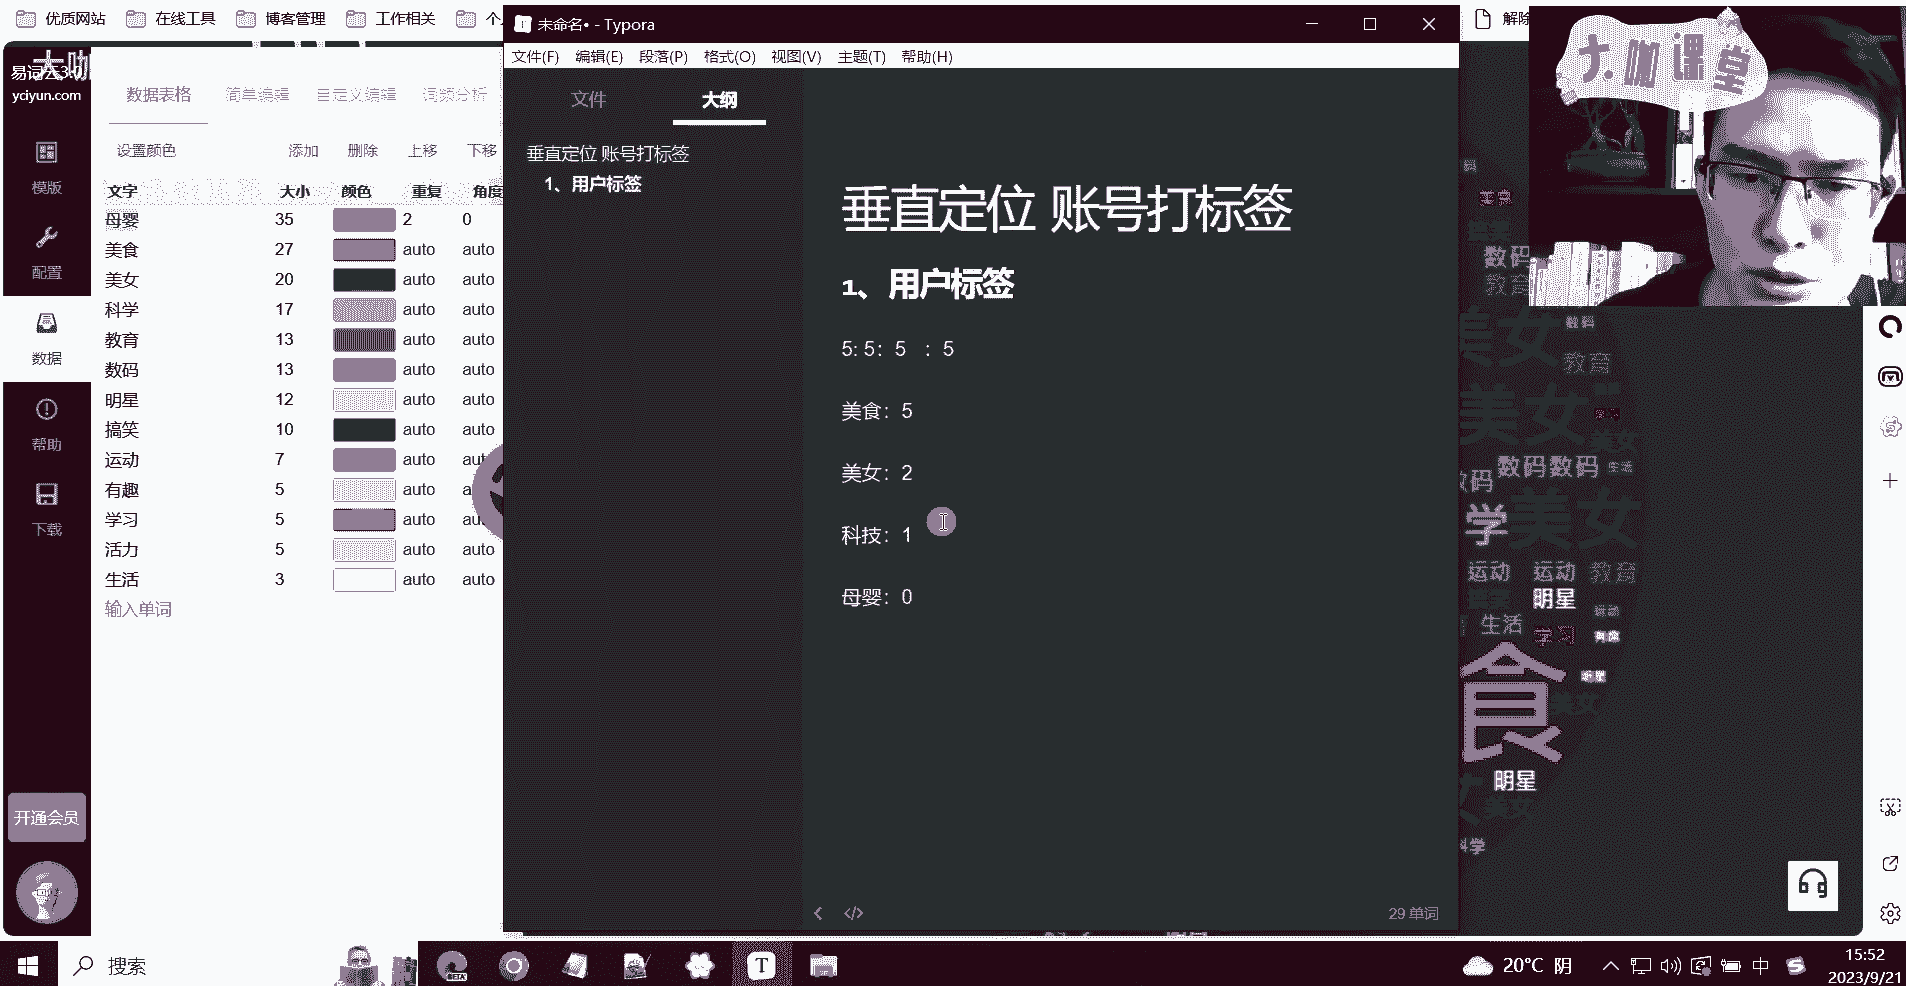 优质网站 在线工具 博客管理 工作相关 个
未命名• - Typora
解除
文件(F) 编辑(E) 段落(P) 格式(O) 视图(V) 主题(T) 帮助(H)
大咖课堂
易词云3.0
yciyun.com
模版
配置
数据
帮助
下载
开通会员
数据表格 简单编辑 自定义编辑 词频分析
设置颜色 添加 删除 上移 下移
文字 大小 颜色 重复 角度
母婴 35 2 0
美食 27 auto auto
美女 20 auto auto
科学 17 auto auto
教育 13 auto auto
数码 13 auto auto
明星 12 auto auto
搞笑 10 auto auto
运动 7 auto aut
有趣 5 auto a
学习 5 auto au
活力 5 auto auto
生活 3 auto auto
输入单词
文件 大纲
垂直定位 账号打标签
1、用户标签
垂直定位 账号打标签
1、用户标签
5: 5： 5 ：5
美食：5
美女：2
科技：1
母婴：0
29 单词
数码
教育
美女 数码
教育
美女
数码数码 生活
学 美女
运动 运动 教育
明星
生活 学习
食
明星
科学
搜索
20°C 阴
中
15:52
2023/9/21